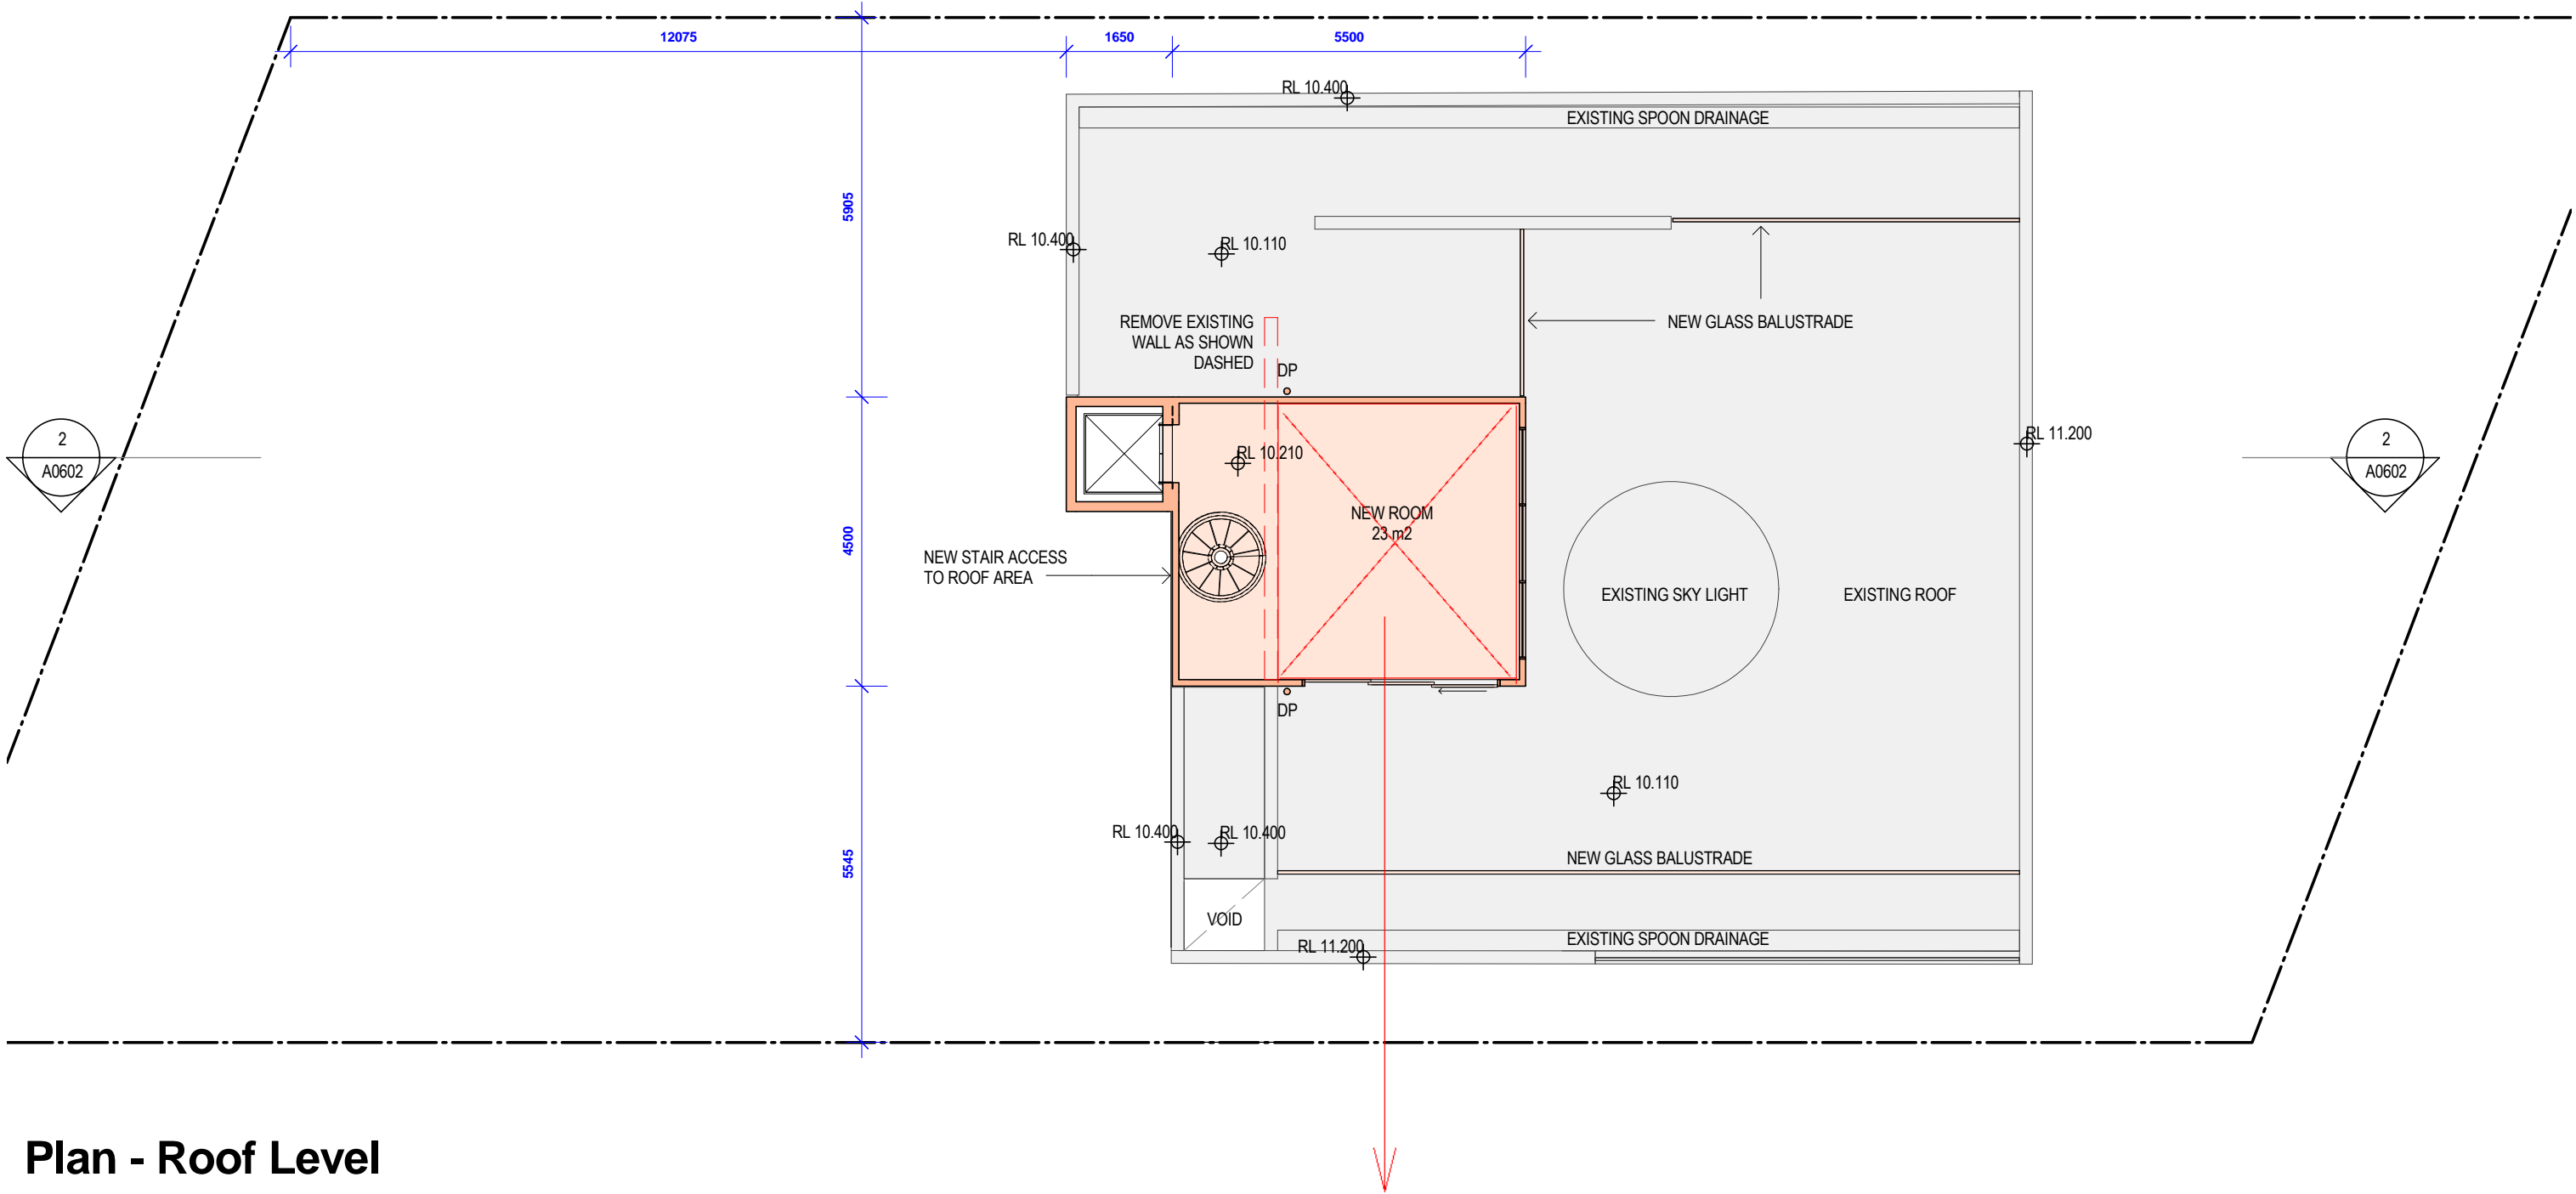 12075
1650
5500
RL 10.400
EXISTING SPOON DRAINAGE
5905
RL 10.400
RL 10.110
REMOVE EXISTING
WALL AS SHOWN
DASHED
NEW GLASS BALUSTRADE
DP
2
A0602
RL 10.210
RL 11.200
2
A0602
NEW ROOM
23 m2
4500
NEW STAIR ACCESS
TO ROOF AREA
EXISTING SKY LIGHT
EXISTING ROOF
DP
RL 10.110
RL 10.400
RL 10.400
5545
NEW GLASS BALUSTRADE
VOID
RL 11.200
EXISTING SPOON DRAINAGE
Plan - Roof Level